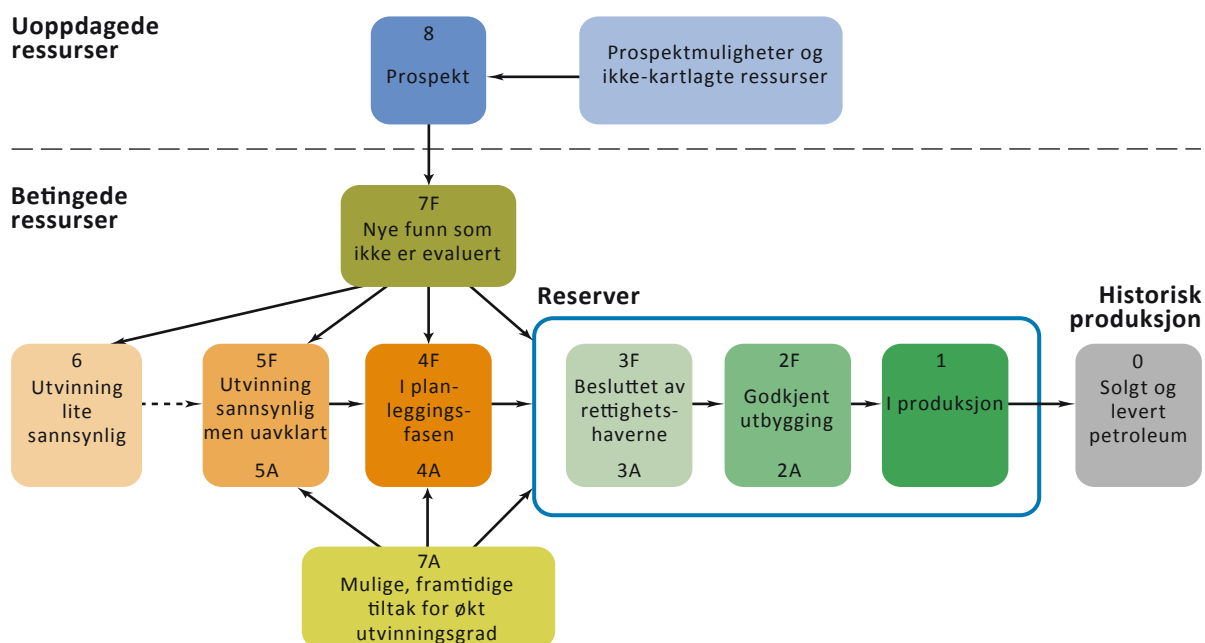 Uoppdagede
ressurser
8
Prospekt
Prospektmuligheter og
ikke-kartlagte ressurser
Betingede
ressurser
7F
Nye funn som
ikke er evaluert
Reserver
Historisk
produksjon
6
Utvinning
lite
sannsynlig
5F
Utvinning
sannsynlig
men uavklart
5A
4F
I plan-
leggings-
fasen
4A
3F
Besluttet av
rettighets-
haverne
3A
2F
Godkjent
utbygging
2A
1
I produksjon
0
Solgt og
levert
petroleum
7A
Mulige, framtidige
tiltak for økt
utvinningsgrad